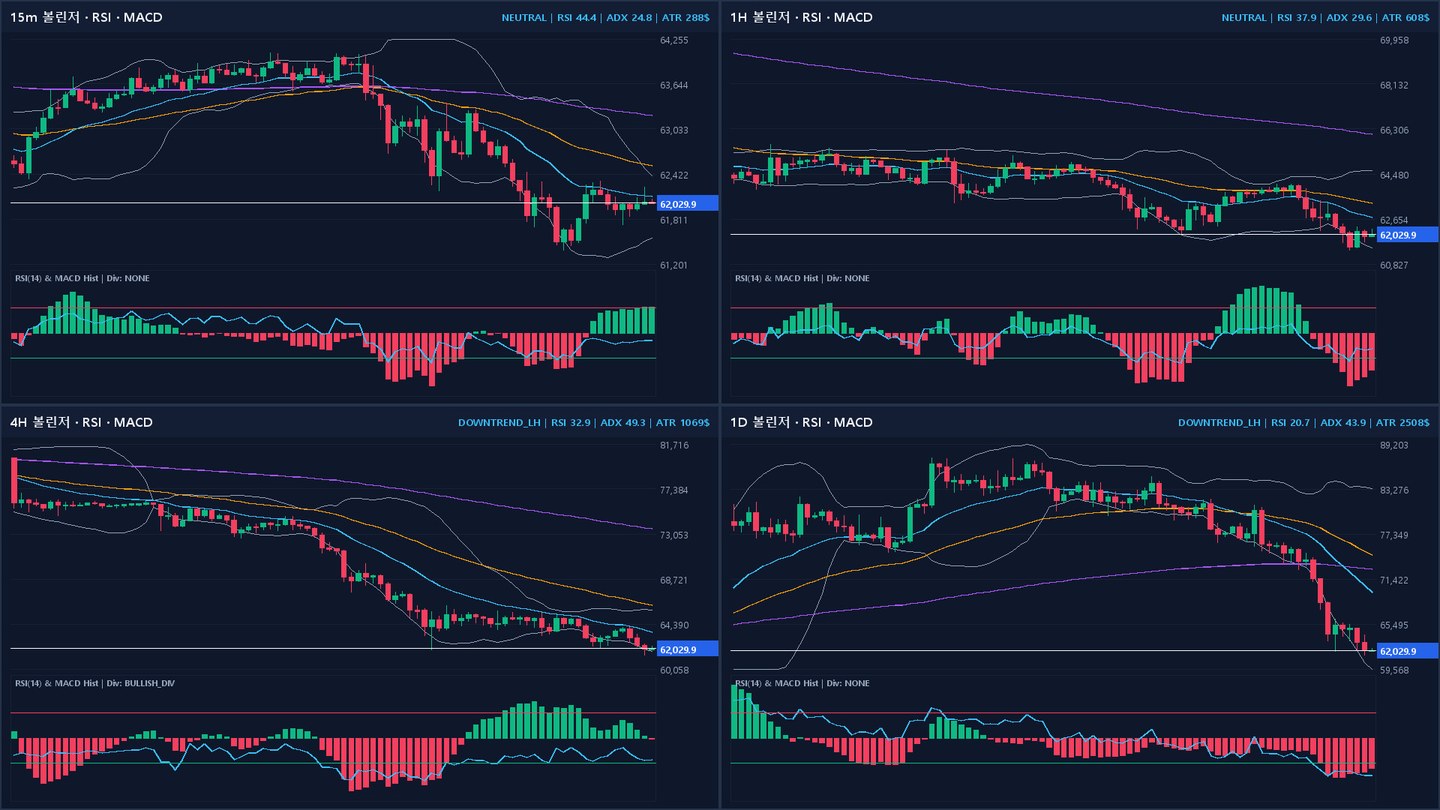 15m 볼린저 · RSI · MACD
NEUTRAL | RSI 44.4 | ADX 24.8 | ATR 288$
64,255
63,644
63,033
62,422
62,029.9
61,811
61,201
RSI(14) & MACD Hist | Div: NONE
1H 볼린저 · RSI · MACD
NEUTRAL | RSI 37.9 | ADX 29.6 | ATR 608$
69,958
68,132
66,306
64,480
62,654
62,029.9
60,827
RSI(14) & MACD Hist | Div: NONE
4H 볼린저 · RSI · MACD
DOWNTREND_LH | RSI 32.9 | ADX 49.3 | ATR 1069$
81,716
77,384
73,053
68,721
64,390
62,029.9
60,058
RSI(14) & MACD Hist | Div: BULLISH_DIV
1D 볼린저 · RSI · MACD
DOWNTREND_LH | RSI 20.7 | ADX 43.9 | ATR 2508$
89,203
83,276
77,349
71,422
65,495
62,029.9
59,568
RSI(14) & MACD Hist | Div: NONE